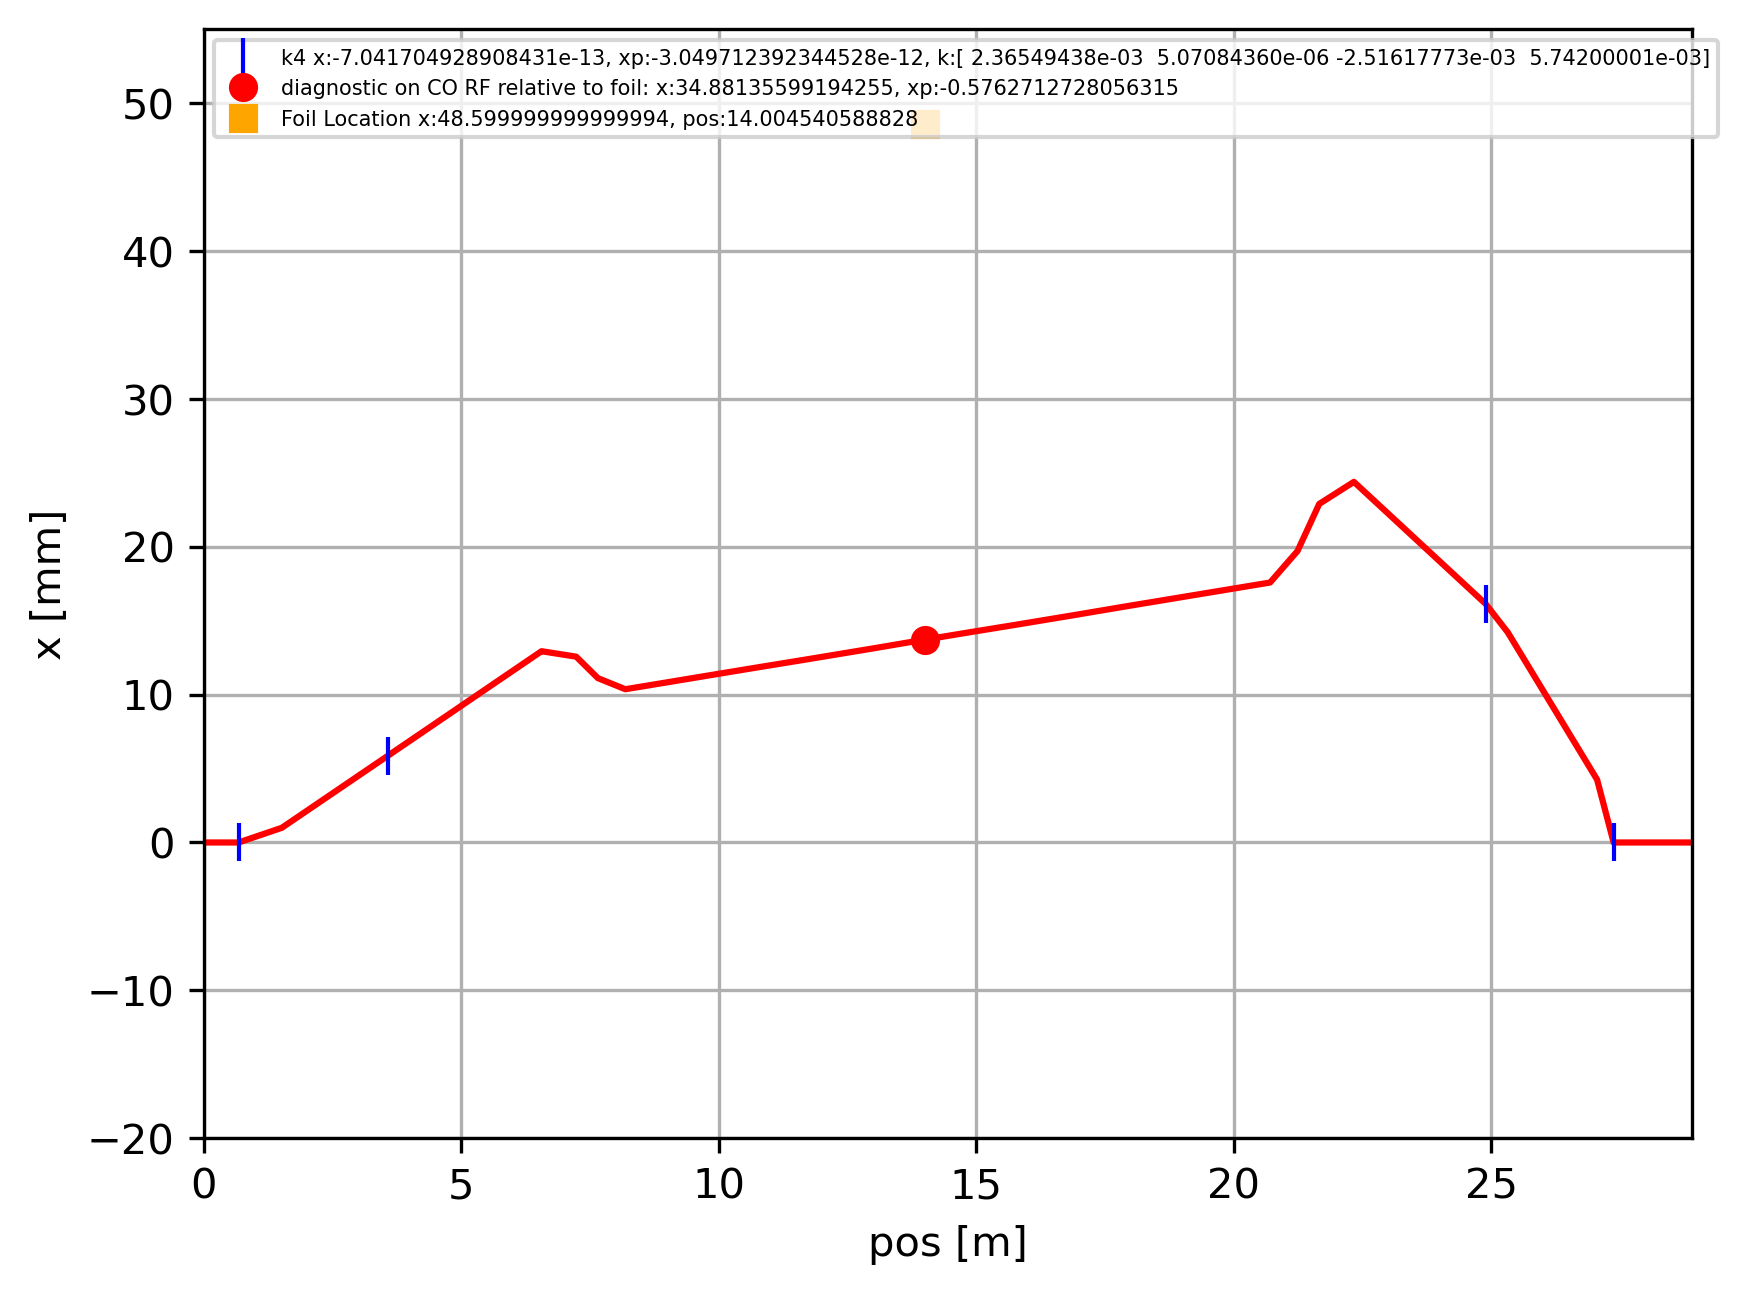 k4 x:-7.041704928908431e-13, xp:-3.049712392344528e-12, k:[ 2.36549438e-03  5.07084360e-06 -2.51617773e-03  5.74200001e-03]
diagnostic on CO RF relative to foil: x:34.88135599194255, xp:-0.5762712728056315
Foil Location x:48.599999999999994, pos:14.004540588828
50
40
30
20
10
0
−10
−20
x [mm]
0 5 10 15 20 25
pos [m]